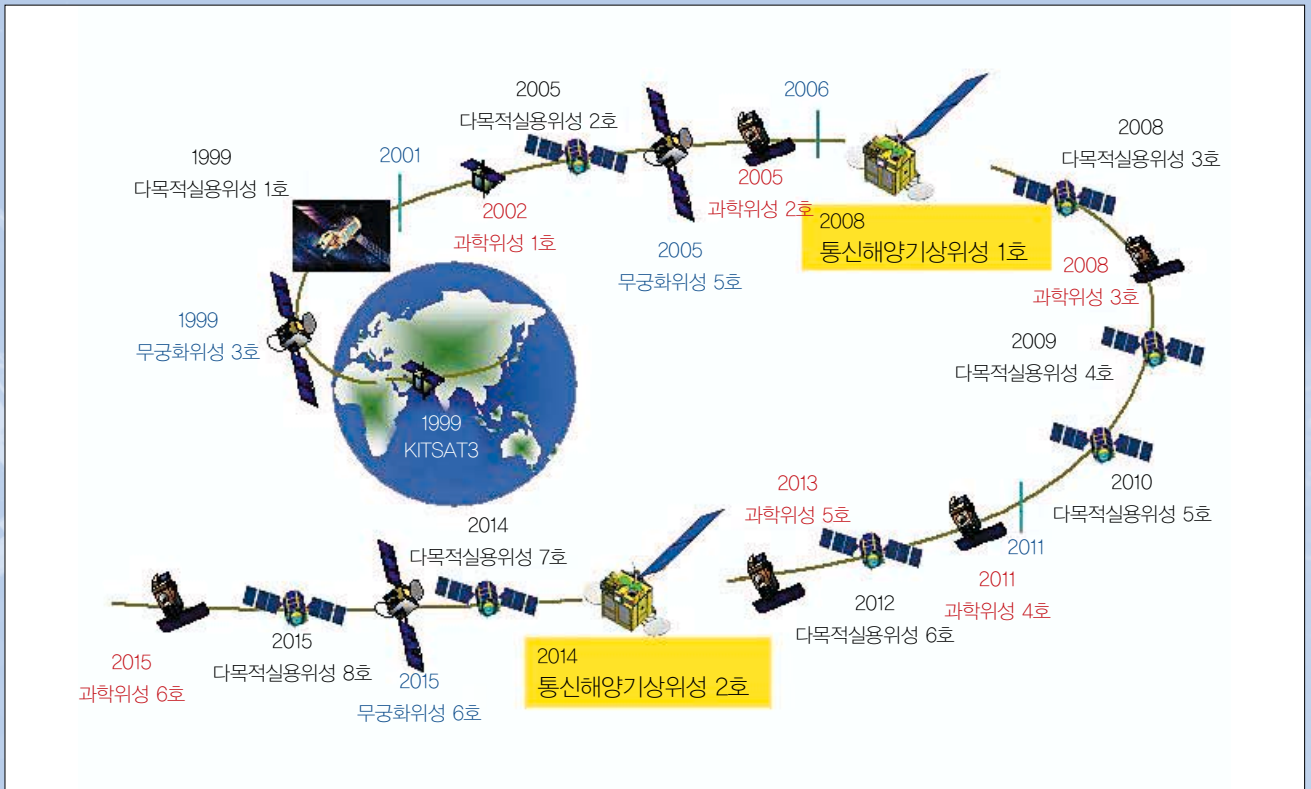 1999
KITSAT3
1999
무궁화위성 3호
1999
다목적실용위성 1호
2001
2002
과학위성 1호
2005
다목적실용위성 2호
2005
무궁화위성 5호
2005
과학위성 2호
2006
2008
통신해양기상위성 1호
2008
다목적실용위성 3호
2008
과학위성 3호
2009
다목적실용위성 4호
2010
다목적실용위성 5호
2011
2011
과학위성 4호
2012
다목적실용위성 6호
2013
과학위성 5호
2014
통신해양기상위성 2호
2014
다목적실용위성 7호
2015
무궁화위성 6호
2015
다목적실용위성 8호
2015
과학위성 6호